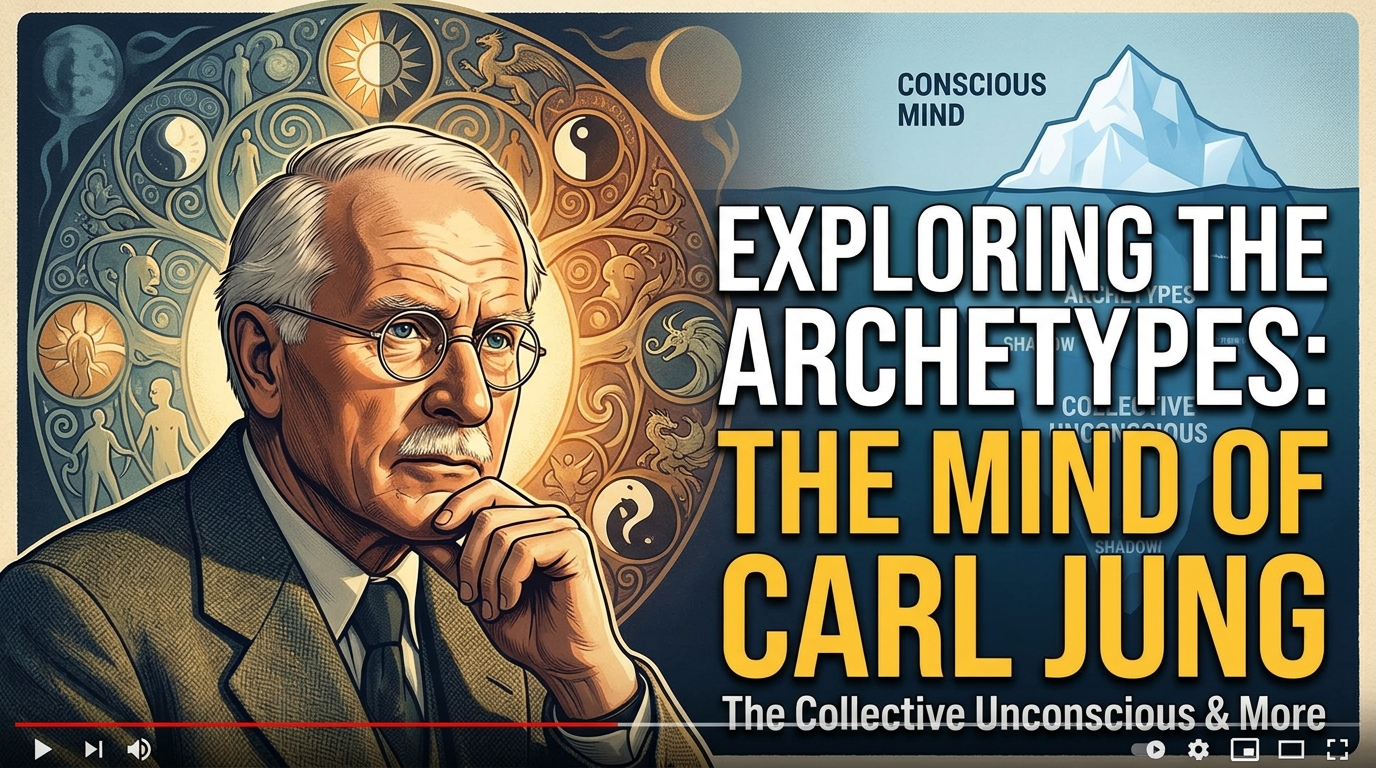 CONSCIOUS
MIND
EXPLORING THE
ARCHETYPES
ARCHETYPES:
SHADOW
COLLECTIVE
UNCONSCIOUS
THE MIND OF
SHADOW
CARL JUNG
The Collective Unconscious & More